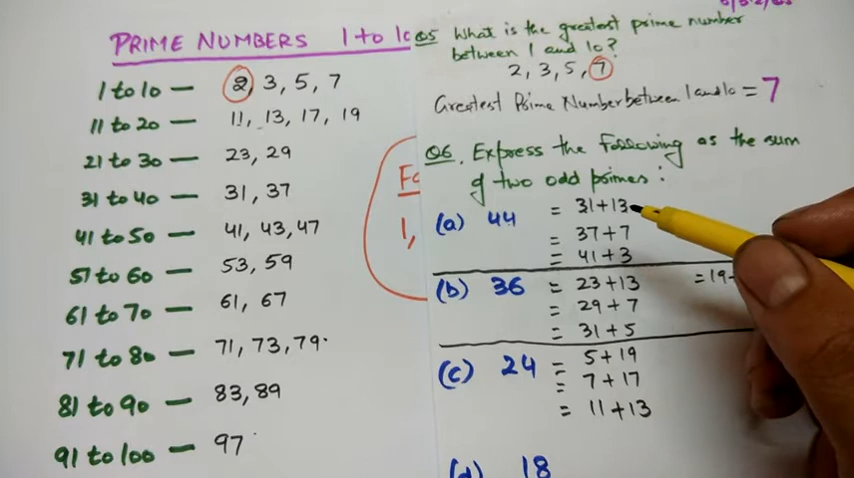 PRIME NUMBERS 1 to 10
1 to 10 — 2, 3, 5, 7
11 to 20 — 11, 13, 17, 19
21 to 30 — 23, 29
31 to 40 — 31, 37
41 to 50 — 41, 43, 47
51 to 60 — 53, 59
61 to 70 — 61, 67
71 to 80 — 71, 73, 79.
81 to 90 — 83, 89
91 to 100 — 97
1,
Q5 What is the greatest prime number
between 1 and 10?
2, 3, 5, 7
Greatest Prime Number between 1 and 10 = 7
Q6. Express the Following as the sum
of two odd primes:
(a) 44 = 31+13
= 37+7
= 41+3
(b) 36 = 23+13 = 19
= 29+7
= 31+5
(c) 24 = 5+19
= 7+17
= 11+13
(d) 18